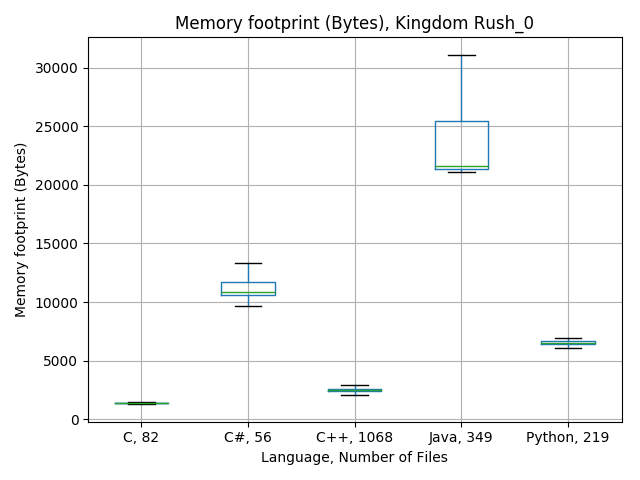 Memory footprint (Bytes), Kingdom Rush_0
30000
25000
20000
15000
10000
5000
0
Memory footprint (Bytes)
C, 82 C#, 56 C++, 1068 Java, 349 Python, 219
Language, Number of Files